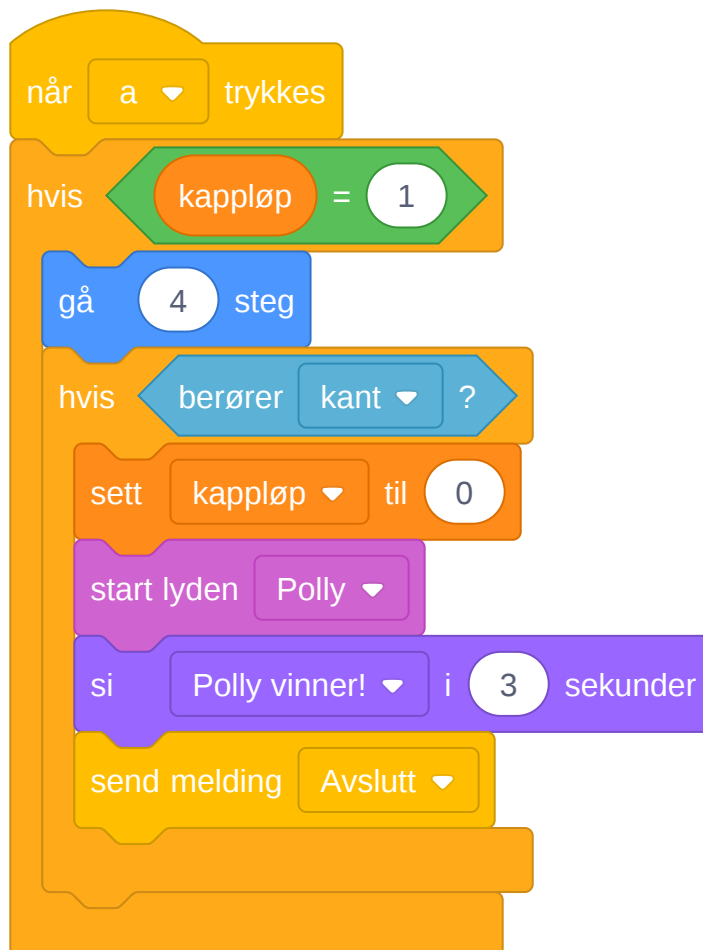 når a trykkes
hvis kappløp = 1
gå 4 steg
hvis berører kant ?
sett kappløp til 0
start lyden Polly
si Polly vinner! i 3 sekunder
send melding Avslutt